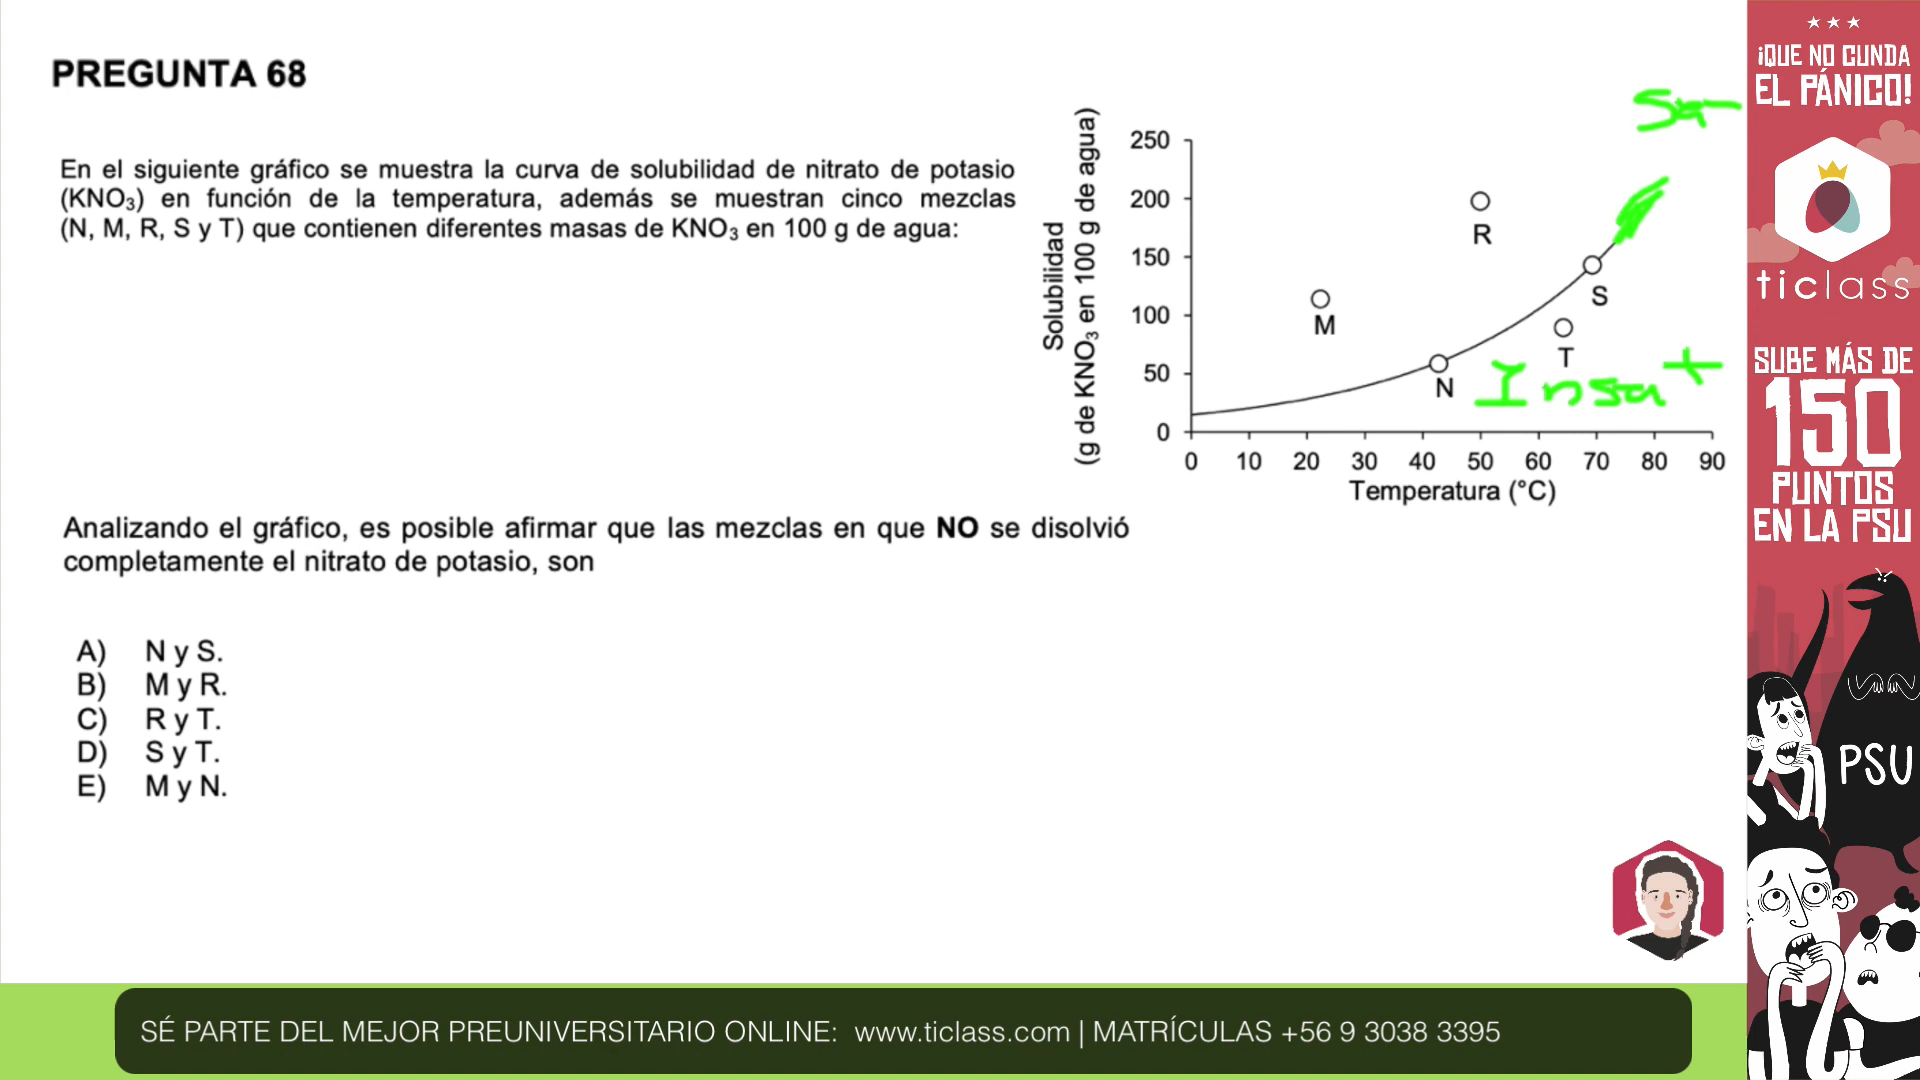 PREGUNTA 68
En el siguiente gráfico se muestra la curva de solubilidad de nitrato de potasio
(KNO₃) en función de la temperatura, además se muestran cinco mezclas
(N, M, R, S y T) que contienen diferentes masas de KNO₃ en 100 g de agua:
Solubilidad
(g de KNO₃ en 100 g de agua)
250
200
150
100
50
0
0 10 20 30 40 50 60 70 80 90
Temperatura (°C)
M
R
N
S
T
Sat
Insat
Analizando el gráfico, es posible afirmar que las mezclas en que NO se disolvió
completamente el nitrato de potasio, son
A) N y S.
B) M y R.
C) R y T.
D) S y T.
E) M y N.
¡QUE NO CUNDA
EL PÁNICO!
ticlass
SUBE MÁS DE
150
PUNTOS
EN LA PSU
PSU
SÉ PARTE DEL MEJOR PREUNIVERSITARIO ONLINE: www.ticlass.com | MATRÍCULAS +56 9 3038 3395